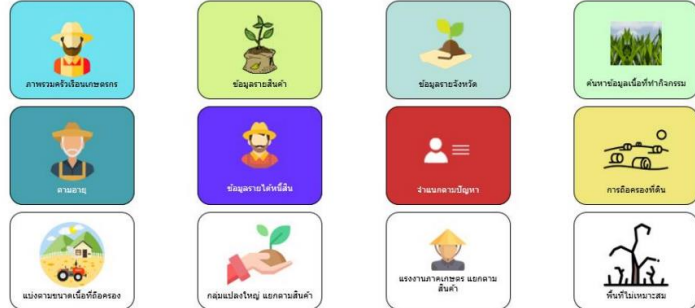 ภาพรวมครัวเรือนเกษตรกร
ข้อมูลรายสินค้า
ข้อมูลรายจังหวัด
ค้นหาข้อมูลเนื้อที่ทำกิจกรรม
ตามอายุ
ข้อมูลรายได้หนี้สิน
จำแนกตามปัญหา
การถือครองที่ดิน
แบ่งตามขนาดเนื้อที่ถือครอง
กลุ่มแปลงใหญ่ แยกตามสินค้า
แรงงานภาคเกษตร แยกตาม
สินค้า
พื้นที่ไม่เหมาะสม